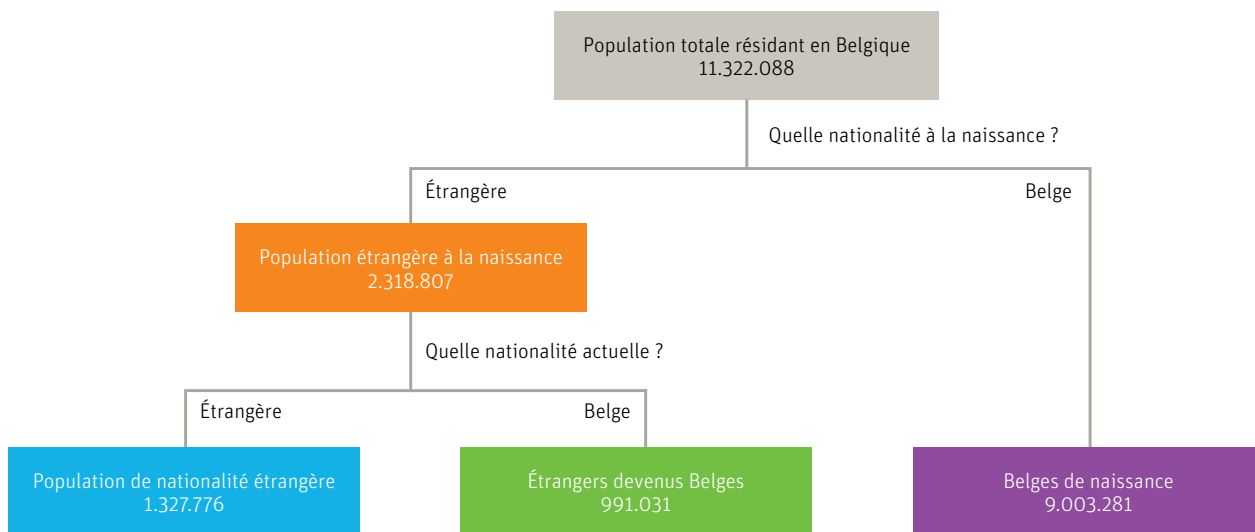 Population totale résidant en Belgique
11.322.088
Quelle nationalité à la naissance ?
Étrangère
Belge
Population étrangère à la naissance
2.318.807
Quelle nationalité actuelle ?
Étrangère
Belge
Population de nationalité étrangère
1.327.776
Étrangers devenus Belges
991.031
Belges de naissance
9.003.281